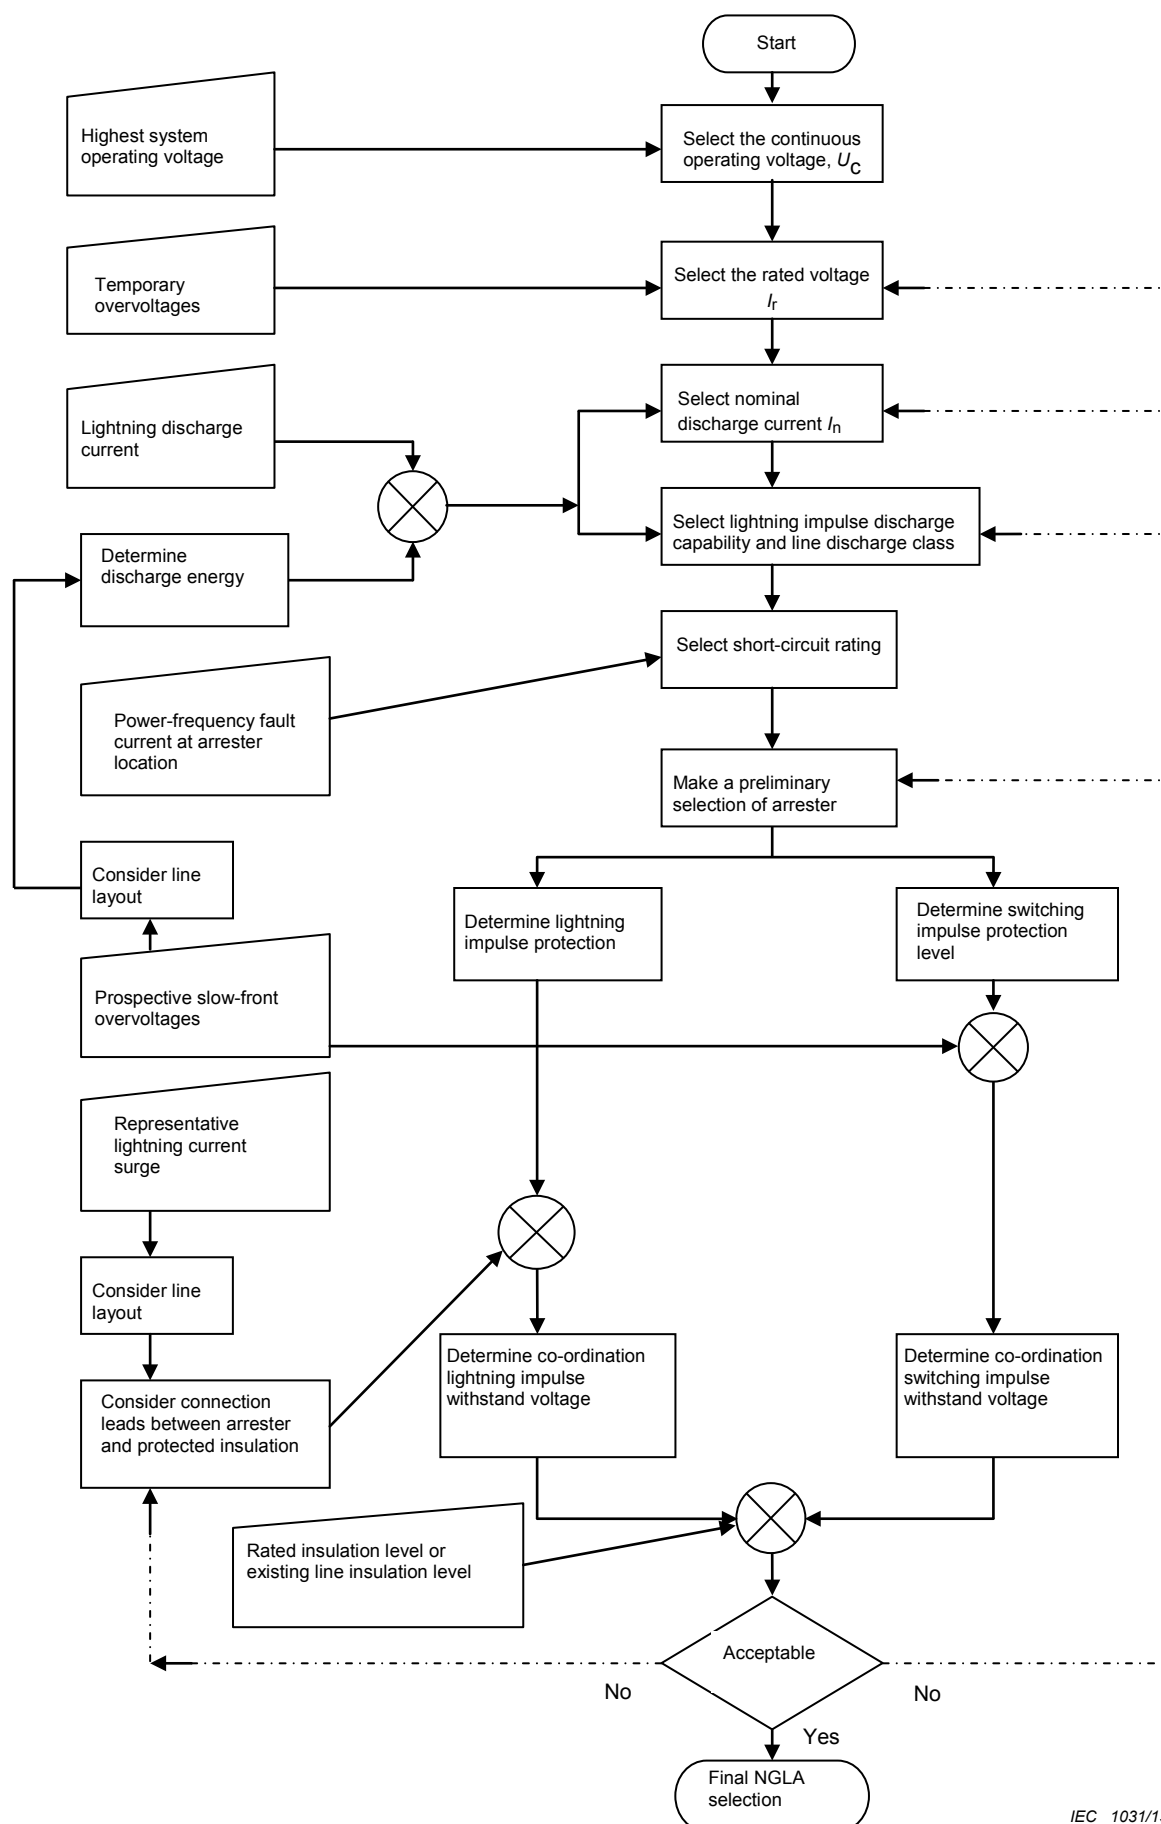 Start
Highest system
operating voltage
Select the continuous
operating voltage, Uc
Temporary
overvoltages
Select the rated voltage
Ir
Lightning discharge
current
Select nominal
discharge current In
Select lightning impulse discharge
capability and line discharge class
Determine
discharge energy
Select short-circuit rating
Power-frequency fault
current at arrester
location
Make a preliminary
selection of arrester
Consider line
layout
Determine lightning
impulse protection
Determine switching
impulse protection
level
Prospective slow-front
overvoltages
Representative
lightning current
surge
Consider line
layout
Determine co-ordination
lightning impulse
withstand voltage
Determine co-ordination
switching impulse
withstand voltage
Consider connection
leads between arrester
and protected insulation
Rated insulation level or
existing line insulation level
Acceptable
No
No
Yes
Final NGLA
selection
IEC